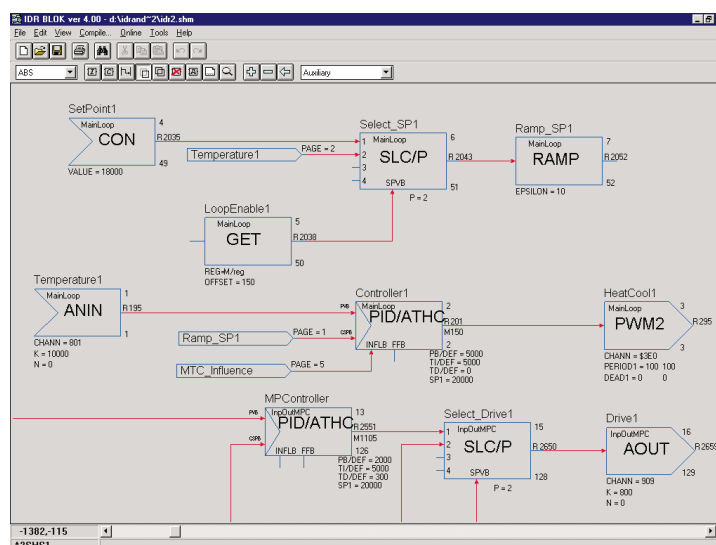 IDR BLOK ver 4.00 - d:\idrand~2\idr2.shm
File Edit View Compile... Online Tools Help
ABS
Auxiliary
SetPoint1
MainLoop
CON
4
R2035
49
VALUE = 18000
Temperature1
PAGE = 2
Select_SP1
MainLoop
SLC/P
1
2
3
4
SPVB
6
R2043
51
P = 2
Ramp_SP1
MainLoop
RAMP
7
R2052
52
EPSILON = 10
LoopEnable1
MainLoop
GET
5
R2038
50
REG=M/reg
OFFSET = 150
Temperature1
MainLoop
ANIN
1
R195
1
CHANN = 801
K = 10000
N = 0
Ramp_SP1
PAGE = 1
MTC_Influence
PAGE = 5
Controller1
PVB
MainLoop
PID/ATHC
CSPB
INFLB FFB
2
R201
M150
2
PB/DEF = 5000
TI/DEF = 5000
TD/DEF = 0
SP1 = 20000
HeatCool1
MainLoop
PWM2
3
R295
3
CHANN = $3E0
PERIOD1 = 100 100
DEAD1 = 0 0
MPController
PVB
InpOutMPC
PID/ATHC
CSPB
INFLB FFB
13
R2551
M1105
126
PB/DEF = 2000
TI/DEF = 5000
TD/DEF = 300
SP1 = 20000
Select_Drive1
InpOutMPC
SLC/P
1
2
3
4
SPVB
15
R2650
128
P = 2
Drive1
InpOutMPC
AOUT
16
R2659
129
CHANN = 909
K = 800
N = 0
-1382,-115